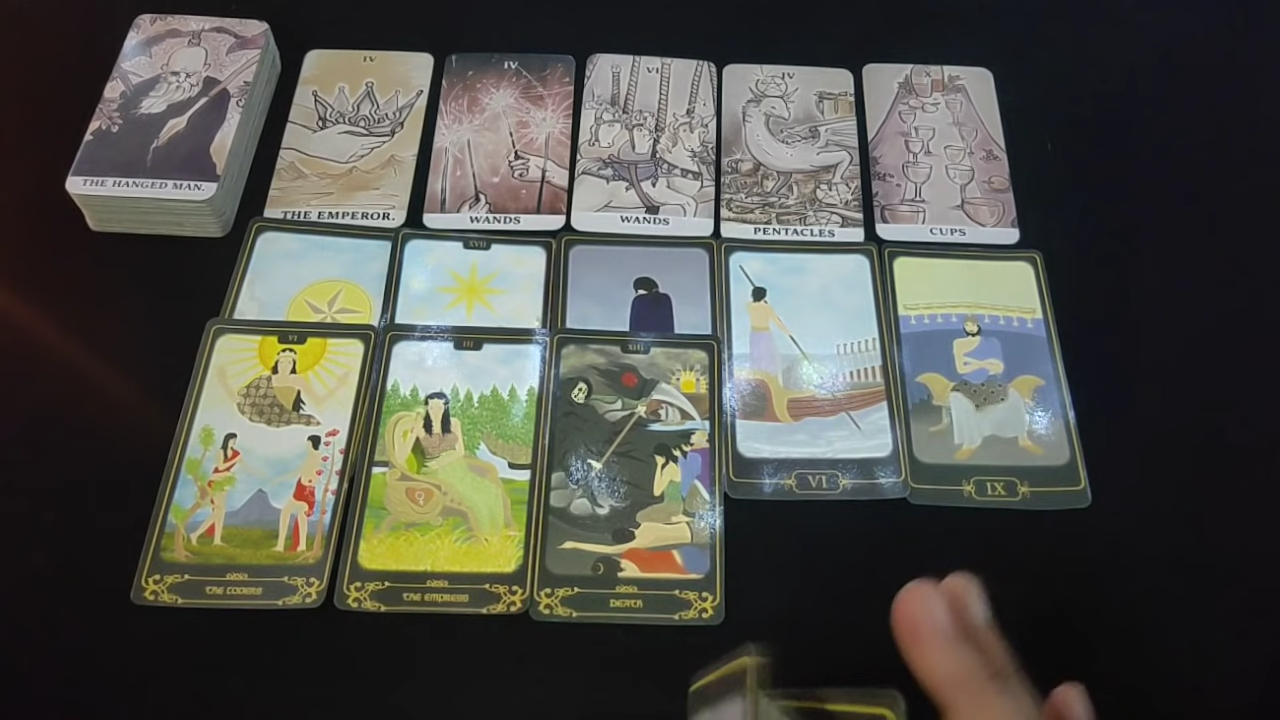 XII
THE HANGED MAN.
IV
THE EMPEROR.
IV
WANDS
VI
WANDS
IV
PENTACLES
X
CUPS
XVII
VI
IX
VI
THE LOVERS
III
THE EMPRESS
XIII
DEATH